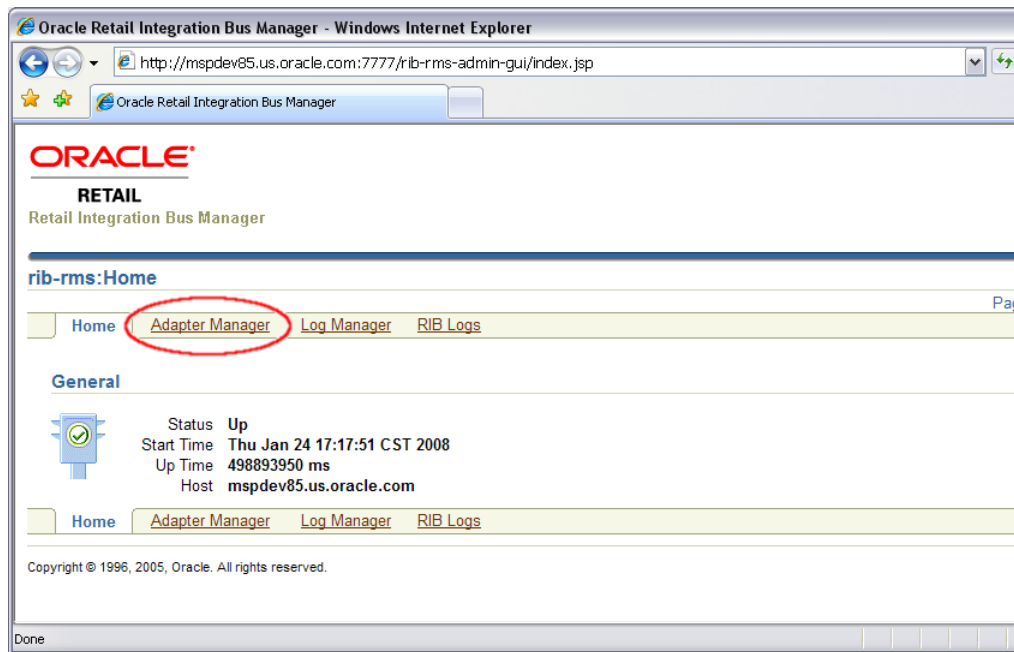 Oracle Retail Integration Bus Manager - Windows Internet Explorer
http://mspdev85.us.oracle.com:7777/rib-rms-admin-gui/index.jsp
Oracle Retail Integration Bus Manager
ORACLE®
RETAIL
Retail Integration Bus Manager
rib-rms:Home
Home Adapter Manager Log Manager RIB Logs
General
Status Up
Start Time Thu Jan 24 17:17:51 CST 2008
Up Time 498893950 ms
Host mspdev85.us.oracle.com
Home Adapter Manager Log Manager RIB Logs
Copyright © 1996, 2005, Oracle. All rights reserved.
Done